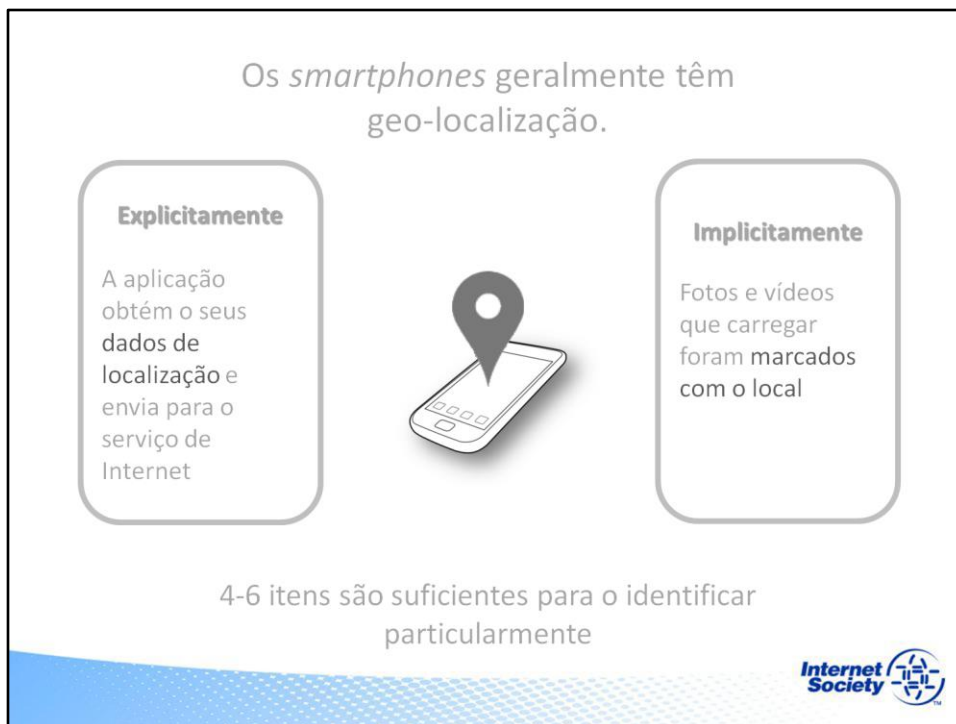 Os smartphones geralmente têm
geo-localização.
Explicitamente
A aplicação
obtém o seus
dados de
localização e
envia para o
serviço de
Internet
Implicitamente
Fotos e vídeos
que carregar
foram marcados
com o local
4-6 itens são suficientes para o identificar
particularmente
Internet
Society
TM